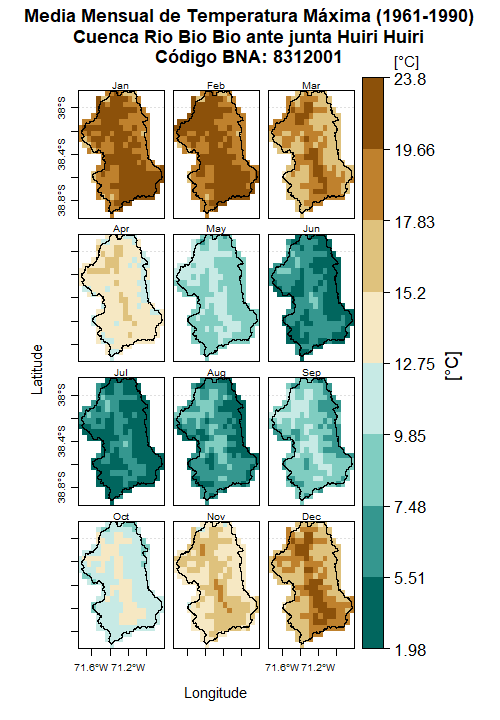 Media Mensual de Temperatura Máxima (1961-1990)
Cuenca Rio Bio Bio ante junta Huiri Huiri
Código BNA: 8312001
[°C]
Jan Feb Mar
23.8
38°S
19.66
38.4°S
38.8°S
17.83
Apr May Jun
15.2
12.75
Latitude
[°C]
Jul Aug Sep
38°S
9.85
38.4°S
38.8°S
7.48
Oct Nov Dec
5.51
1.98
71.6°W 71.2°W 71.6°W 71.2°W
Longitude